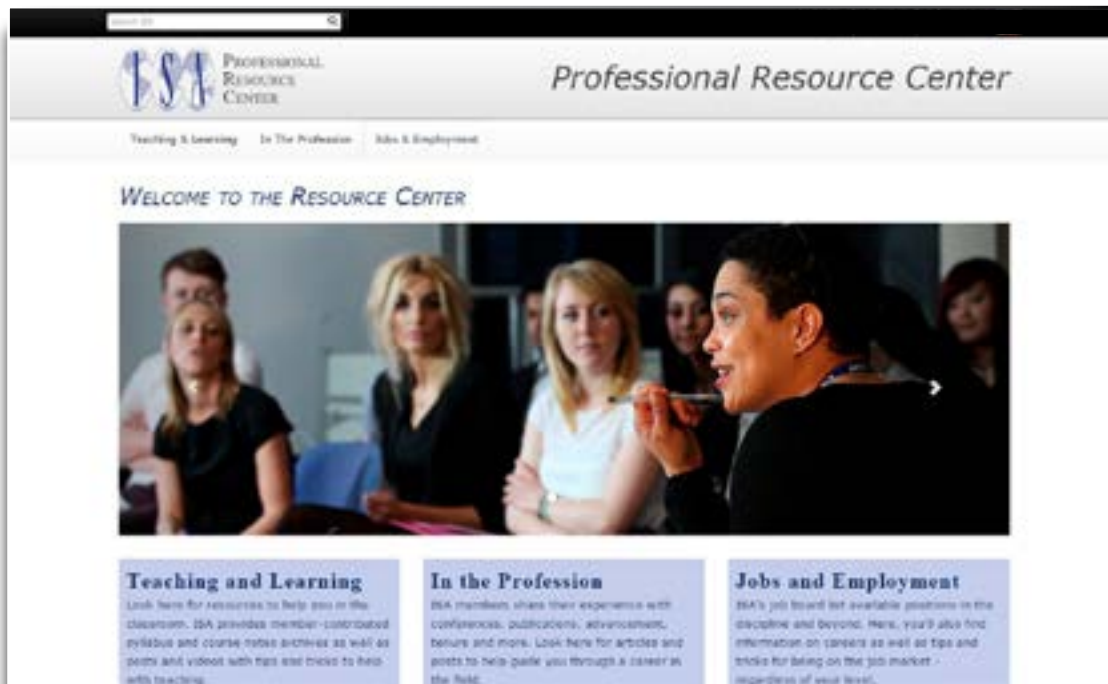 ISA
PROFESSIONAL
RESOURCE
CENTER
Professional Resource Center
Teaching & Learning In The Profession Jobs & Employment
WELCOME TO THE RESOURCE CENTER
Teaching and Learning
Look here for resources to help you in the
classroom. ISA provides member-contributed
syllabus and course notes archives as well as
posts and videos with tips and tricks to help
with teaching.
In the Profession
ISA members share their experience with
conferences, publications, advancement,
tenure and more. Look here for articles and
posts to help guide you through a career in
the field.
Jobs and Employment
ISA's job board list available positions in the
discipline and beyond. Here, you'll also find
information on careers as well as tips and
tricks for being on the job market -
regardless of your level.